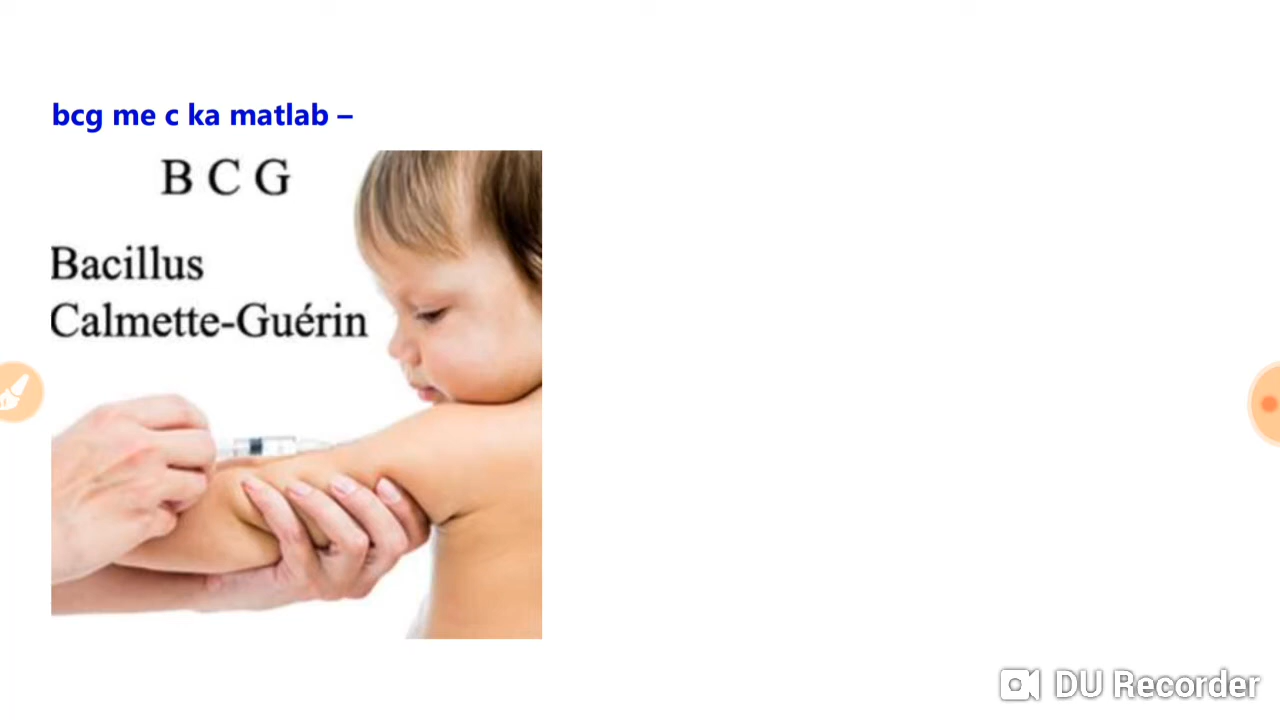 bcg me c ka matlab –
B C G
Bacillus
Calmette-Guérin
DU Recorder